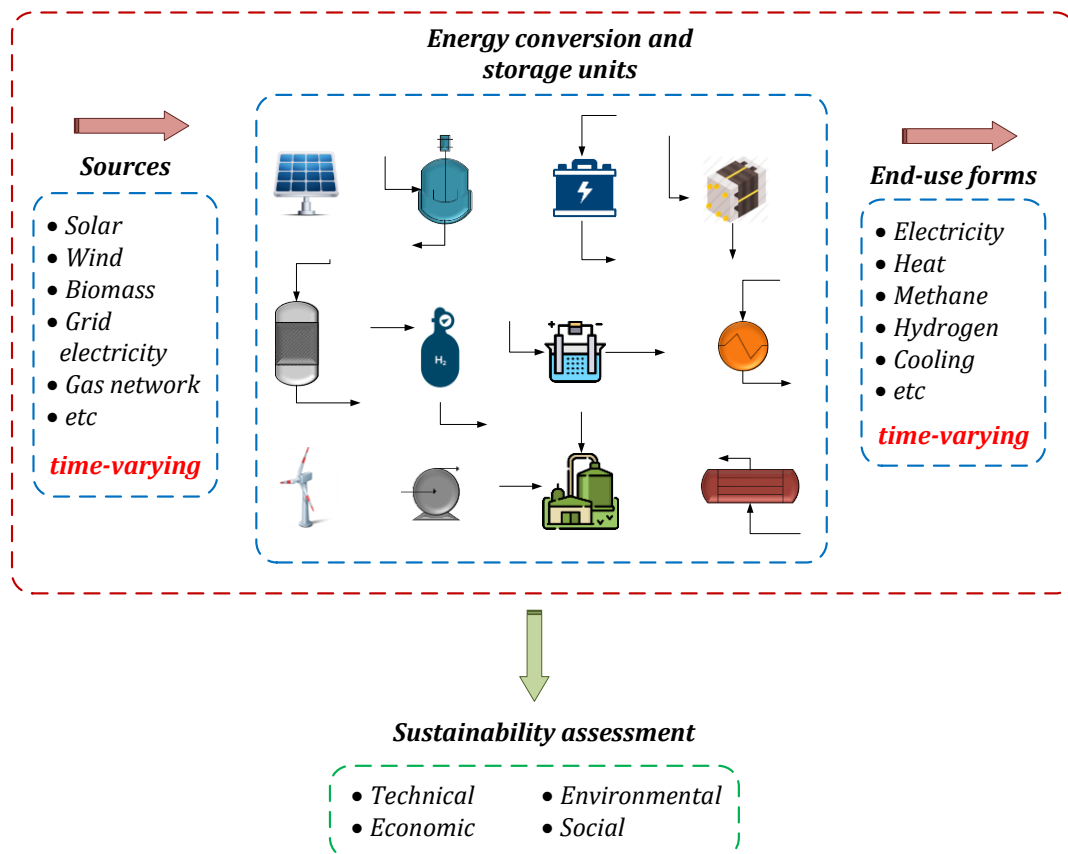 Energy conversion and
storage units
Sources
• Solar
• Wind
• Biomass
• Grid
electricity
• Gas network
• etc
time-varying
H₂
+ −
End-use forms
• Electricity
• Heat
• Methane
• Hydrogen
• Cooling
• etc
time-varying
Sustainability assessment
• Technical
• Economic
• Environmental
• Social